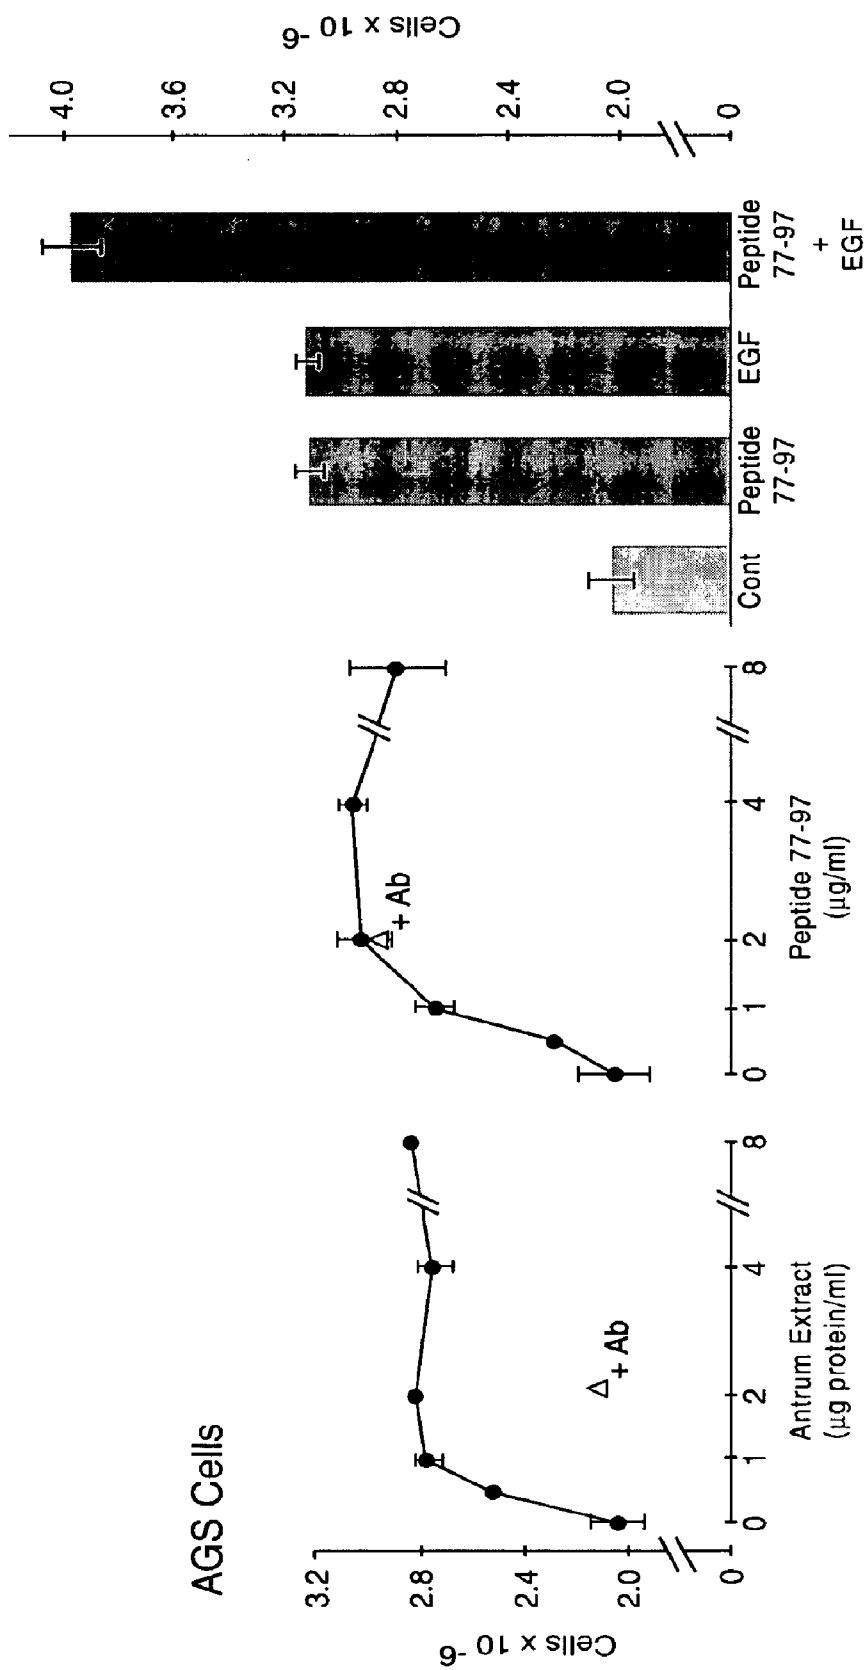 AGS Cells
Cells x 10 -6
3.2
2.8
2.4
2.0
0
0
1
2
4
8
Antrum Extract
(µg protein/ml)
+ Ab
0
1
2
4
8
Peptide 77-97
(µg/ml)
+ Ab
Cont
Peptide
77-97
EGF
Peptide
77-97
+
EGF
4.0
3.6
3.2
2.8
2.4
2.0
0
Cells x 10 -6